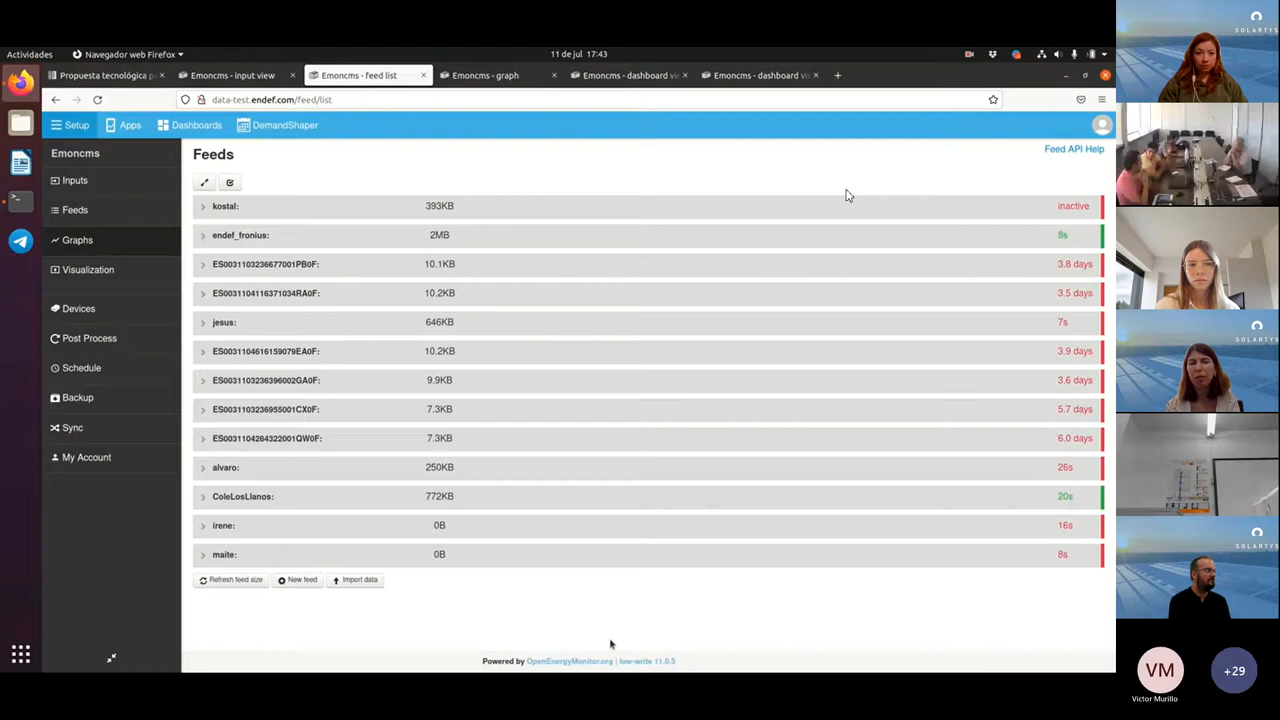 Actividades
Navegador web Firefox
11 de jul 17:43
Propuesta tecnológica p
Emoncms - input view
Emoncms - feed list
Emoncms - graph
Emoncms - dashboard vi
Emoncms - dashboard vi
data-test.endef.com/feed/list
Setup
Apps
Dashboards
DemandShaper
Emoncms
Inputs
Feeds
Graphs
Visualization
Devices
Post Process
Schedule
Backup
Sync
My Account
Feeds
Feed API Help
kostal: 393KB inactive
endef_fronius: 2MB 8s
ES0031103236677001PB0F: 10.1KB 3.8 days
ES0031104116371034RA0F: 10.2KB 3.5 days
jesus: 646KB 7s
ES0031104616159079EA0F: 10.2KB 3.9 days
ES0031103236396002GA0F: 9.9KB 3.6 days
ES0031103236955001CX0F: 7.3KB 5.7 days
ES0031104284322001QW0F: 7.3KB 6.0 days
alvaro: 250KB 26s
ColeLosLlanos: 772KB 20s
irene: 0B 16s
maite: 0B 8s
Refresh feed size
New feed
Import data
Powered by OpenEnergyMonitor.org | low-write 11.0.5
SOLARTYS
SOLARTYS
SOLARTYS
VM
Victor Murillo
+29